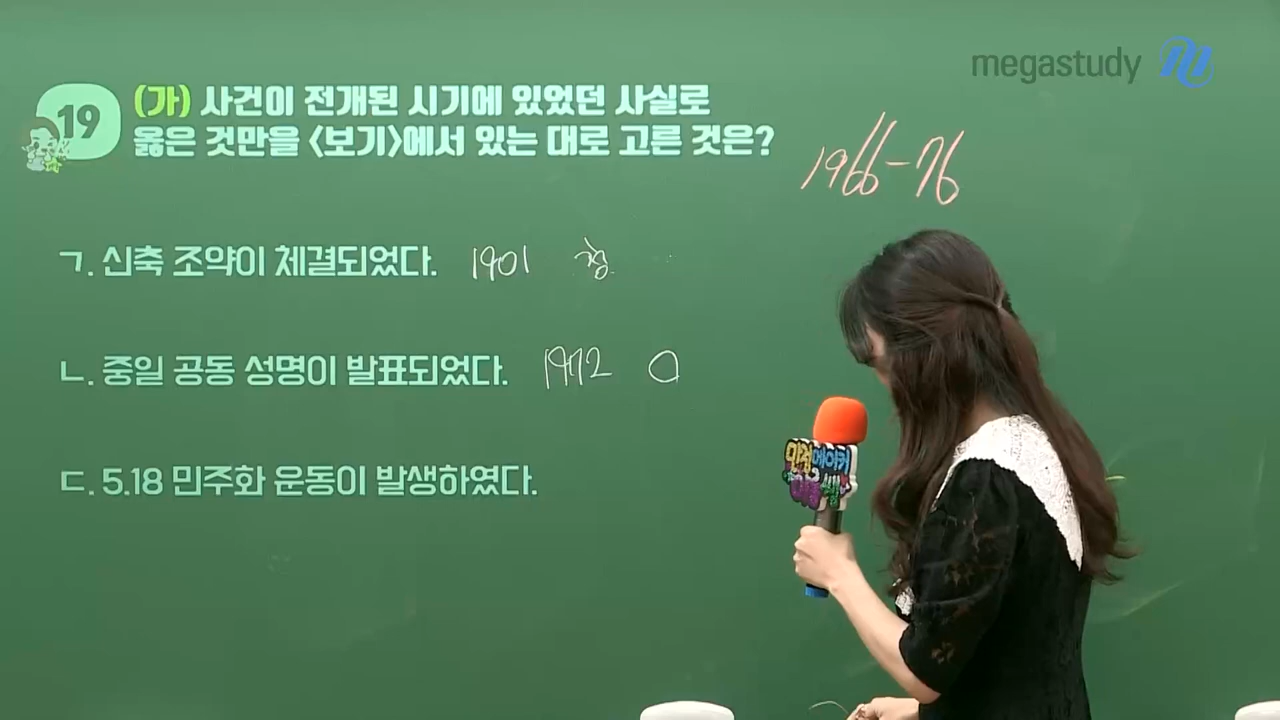 megastudy
19
(가) 사건이 전개된 시기에 있었던 사실로
옳은 것만을 <보기>에서 있는 대로 고른 것은?
1966-76
ㄱ. 신축 조약이 체결되었다. 1901 청
ㄴ. 중일 공동 성명이 발표되었다. 1972 O
ㄷ. 5.18 민주화 운동이 발생하였다.
메이커